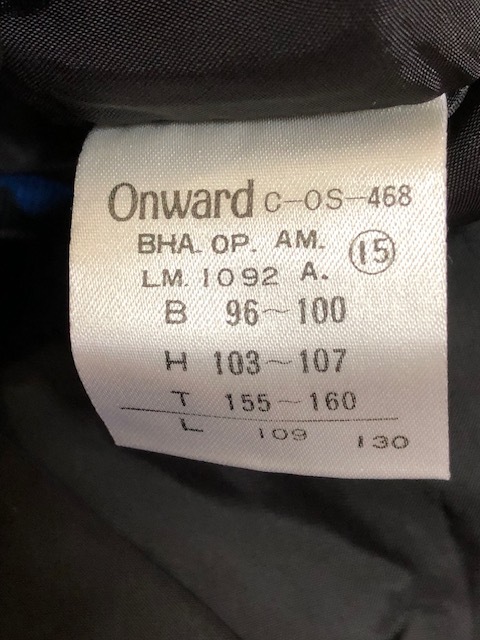 Onward C-OS-468
BHA. OP. AM. ⑮
LM. 1092 A.
B 96~100
H 103~107
T 155~160
L 109 130